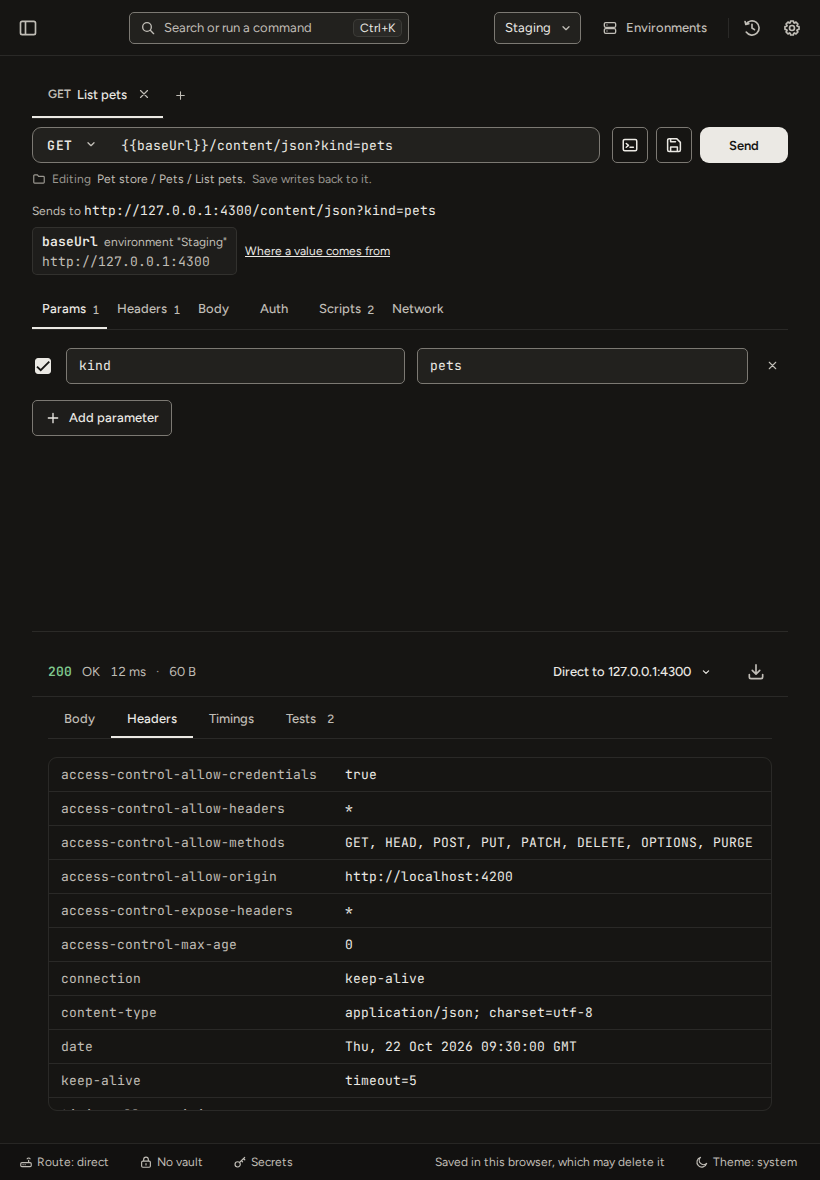 Search or run a command Ctrl+K Staging Environments
GET List pets
GET {{baseUrl}}/content/json?kind=pets Send
Editing Pet store / Pets / List pets. Save writes back to it.
Sends to http://127.0.0.1:4300/content/json?kind=pets
baseUrl environment "Staging"
http://127.0.0.1:4300
Where a value comes from
Params 1 Headers 1 Body Auth Scripts 2 Network
kind pets
Add parameter
200 OK 12 ms · 60 B Direct to 127.0.0.1:4300
Body Headers Timings Tests 2
access-control-allow-credentials true
access-control-allow-headers *
access-control-allow-methods GET, HEAD, POST, PUT, PATCH, DELETE, OPTIONS, PURGE
access-control-allow-origin http://localhost:4200
access-control-expose-headers *
access-control-max-age 0
connection keep-alive
content-type application/json; charset=utf-8
date Thu, 22 Oct 2026 09:30:00 GMT
keep-alive timeout=5
Route: direct No vault Secrets Saved in this browser, which may delete it Theme: system